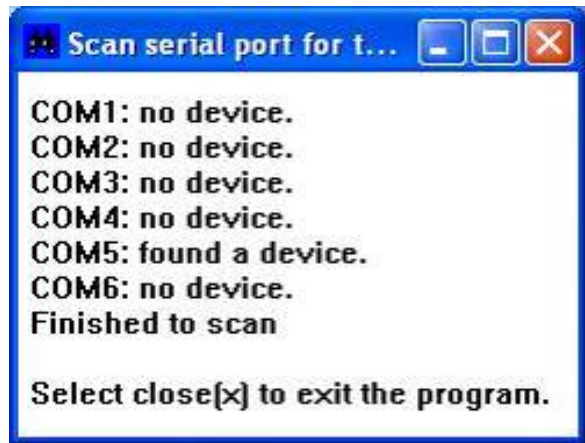 Scan serial port for t...
COM1: no device.
COM2: no device.
COM3: no device.
COM4: no device.
COM5: found a device.
COM6: no device.
Finished to scan
Select close(x) to exit the program.